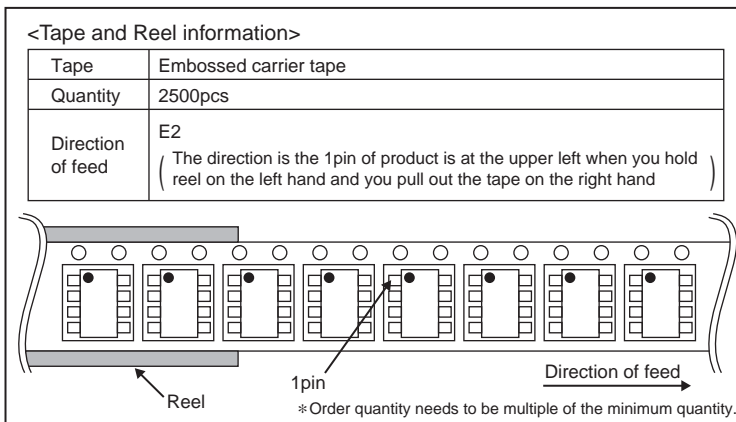 <Tape and Reel information>
Tape Embossed carrier tape
Quantity 2500pcs
Direction of feed E2
( The direction is the 1pin of product is at the upper left when you hold
reel on the left hand and you pull out the tape on the right hand )
Reel
1pin
Direction of feed
*Order quantity needs to be multiple of the minimum quantity.